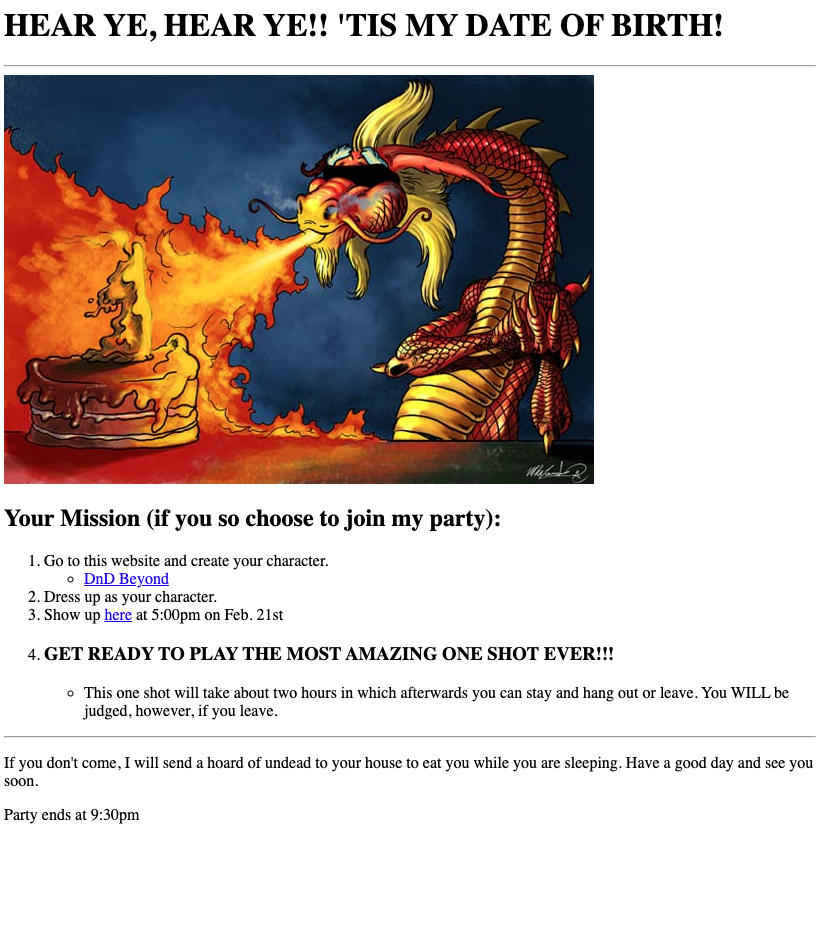 HEAR YE, HEAR YE!! 'TIS MY DATE OF BIRTH!
Your Mission (if you so choose to join my party):
1. Go to this website and create your character.
DnD Beyond
2. Dress up as your character.
3. Show up here at 5:00pm on Feb. 21st
4. GET READY TO PLAY THE MOST AMAZING ONE SHOT EVER!!!
This one shot will take about two hours in which afterwards you can stay and hang out or leave. You WILL be
judged, however, if you leave.
If you don't come, I will send a hoard of undead to your house to eat you while you are sleeping. Have a good day and see you
soon.
Party ends at 9:30pm